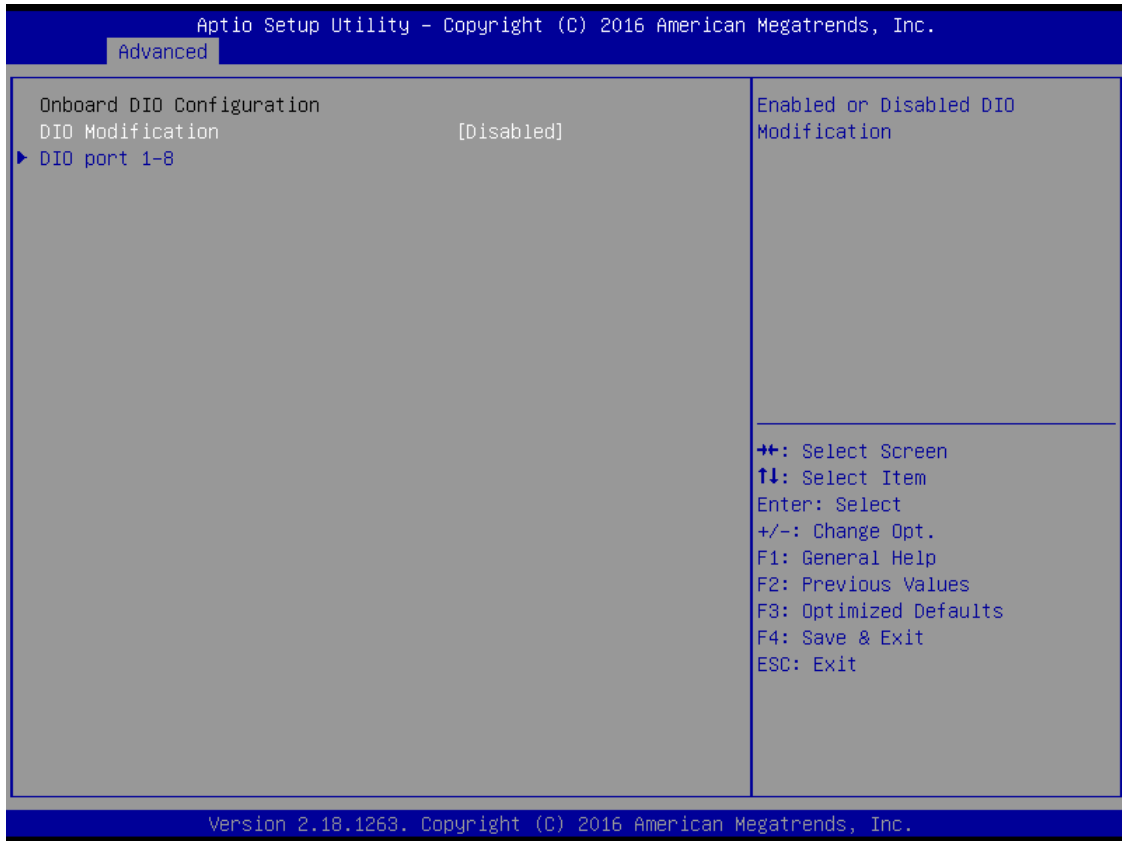 Aptio Setup Utility – Copyright (C) 2016 American Megatrends, Inc.
Advanced
Onboard DIO Configuration
DIO Modification [Disabled]
▶ DIO port 1-8
Enabled or Disabled DIO
Modification
→←: Select Screen
↑↓: Select Item
Enter: Select
+/-: Change Opt.
F1: General Help
F2: Previous Values
F3: Optimized Defaults
F4: Save & Exit
ESC: Exit
Version 2.18.1263. Copyright (C) 2016 American Megatrends, Inc.